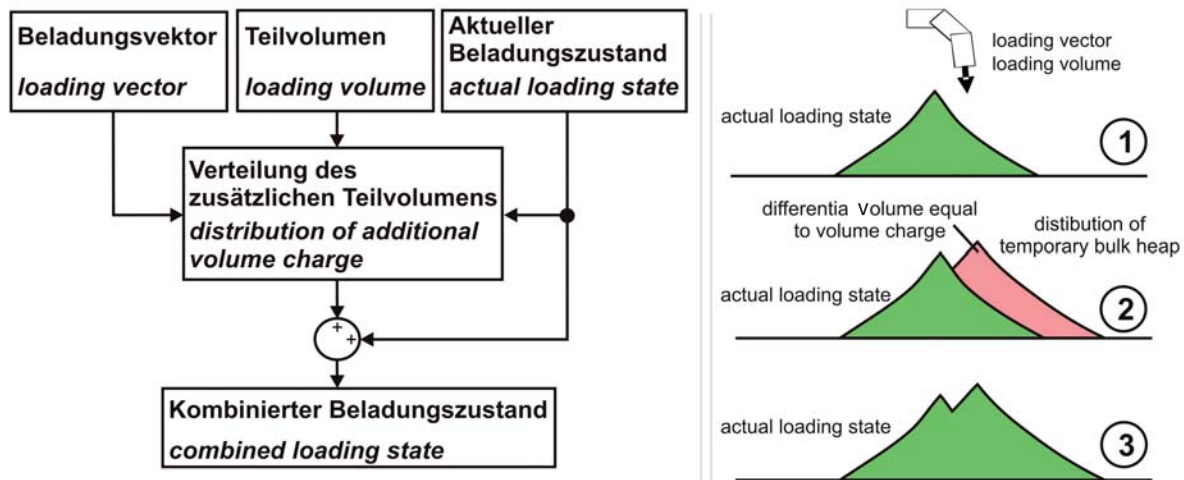 Beladungsvektor
loading vector
Teilvolumen
loading volume
Aktueller
Beladungszustand
actual loading state
Verteilung des
zusätzlichen Teilvolumens
distribution of additional
volume charge
+
+
Kombinierter Beladungszustand
combined loading state
loading vector
loading volume
actual loading state
1
differentia volume equal
to volume charge
distibution of
temporary bulk heap
actual loading state
2
actual loading state
3